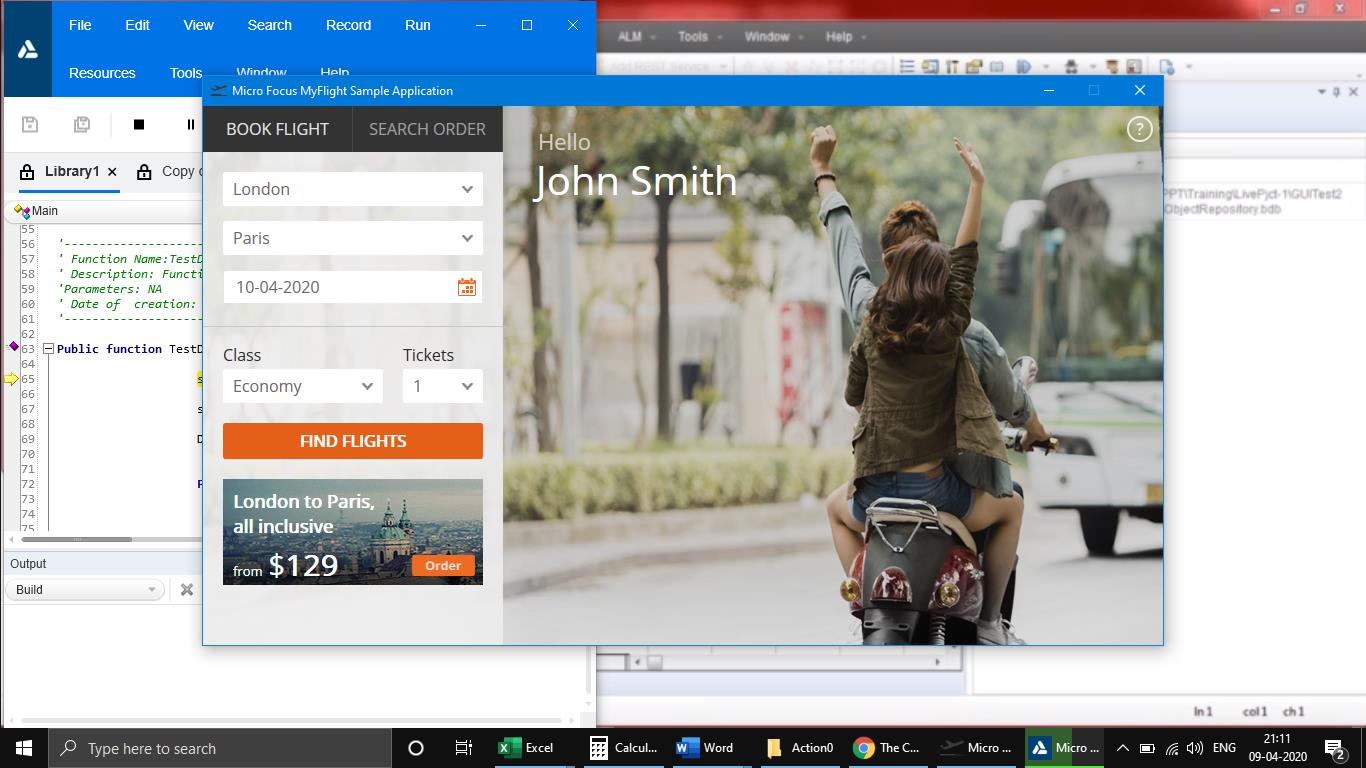 File Edit View Search Record Run
Resources Tools Window Help
ALM Tools Window Help
Add REST Service
Micro Focus MyFlight Sample Application
BOOK FLIGHT SEARCH ORDER
Hello
John Smith
?
London
Paris
10-04-2020
Class Tickets
Economy 1
FIND FLIGHTS
London to Paris,
all inclusive
from $129
Order
Library1 Copy
Main
PPT\Training\LivePjct-1\GUITest2
ObjectRepository.bdb
55
56 '--------------------
57 ' Function Name:TestD
58 ' Description: Functi
59 'Parameters: NA
60 ' Date of creation:
61 '--------------------
62
63 Public function TestD
64
65 s
66
67 s
68
69 D
70
71
72 F
73
74
75
Output
Build
ln 1 col 1 ch 1
Type here to search
Excel Calcul... Word Action0 The C... Micro ... Micro ...
ENG 21:11
09-04-2020
2